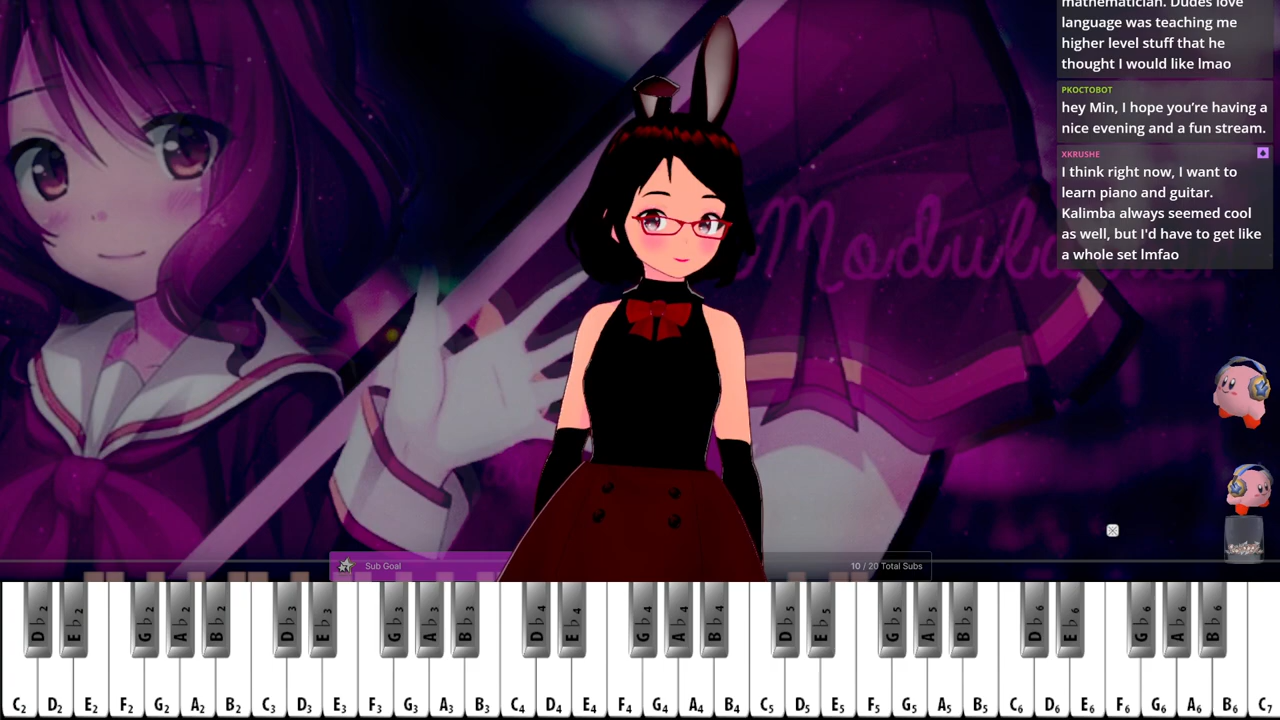 mathematician. Dudes love
language was teaching me
higher level stuff that he
thought I would like lmao
PKOCTOBOT
hey Min, I hope you're having a
nice evening and a fun stream.
XKRUSHE
I think right now, I want to
learn piano and guitar.
Kalimba always seemed cool
as well, but I'd have to get like
a whole set lmfao
Sub Goal
10 / 20 Total Subs
D♭2 E♭2 G♭2 A♭2 B♭2 D♭3 E♭3 G♭3 A♭3 B♭3 D♭4 E♭4 G♭4 A♭4 B♭4 D♭5 E♭5 G♭5 A♭5 B♭5 D♭6 E♭6 G♭6 A♭6 B♭6
C2 D2 E2 F2 G2 A2 B2 C3 D3 E3 F3 G3 A3 B3 C4 D4 E4 F4 G4 A4 B4 C5 D5 E5 F5 G5 A5 B5 C6 D6 E6 F6 G6 A6 B6 C7